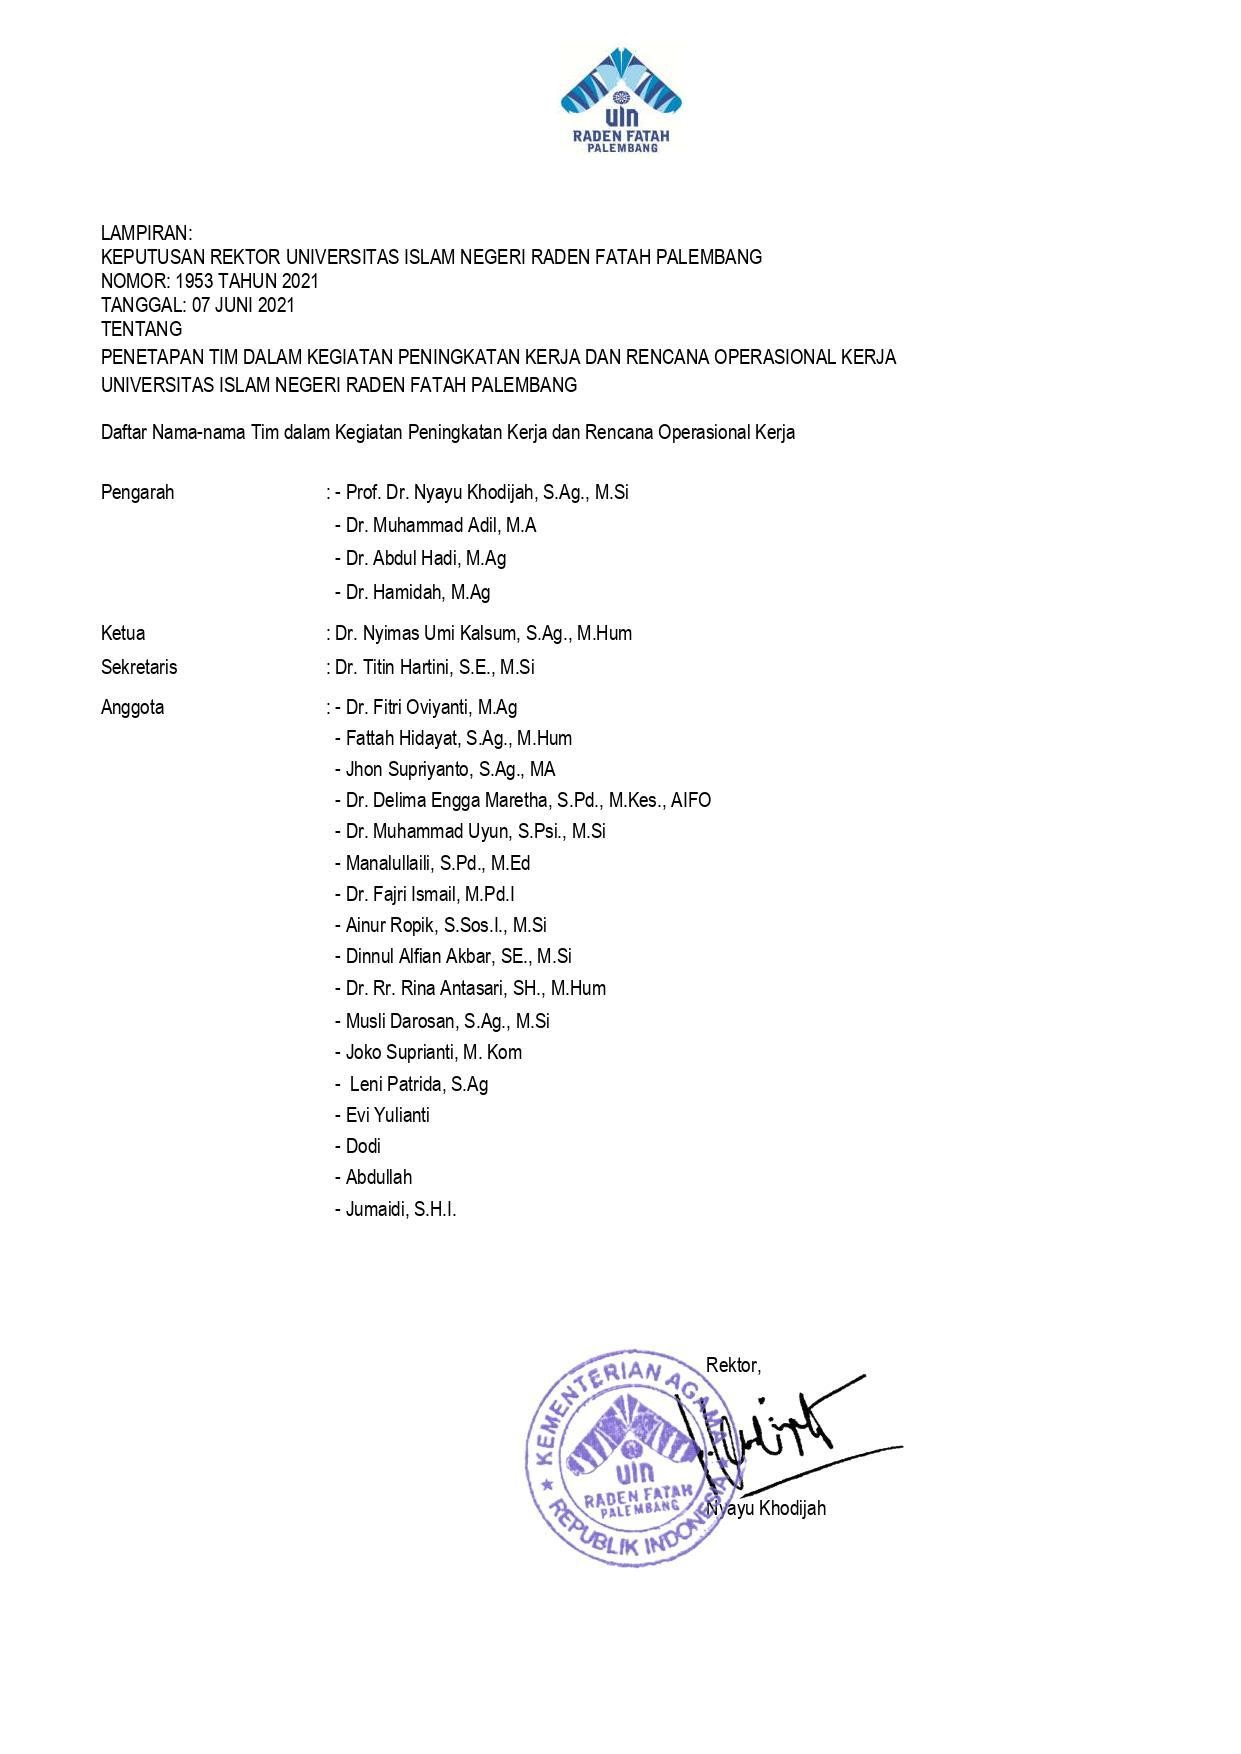 uin
RADEN FATAH
PALEMBANG
LAMPIRAN:
KEPUTUSAN REKTOR UNIVERSITAS ISLAM NEGERI RADEN FATAH PALEMBANG
NOMOR: 1953 TAHUN 2021
TANGGAL: 07 JUNI 2021
TENTANG
PENETAPAN TIM DALAM KEGIATAN PENINGKATAN KERJA DAN RENCANA OPERASIONAL KERJA
UNIVERSITAS ISLAM NEGERI RADEN FATAH PALEMBANG
Daftar Nama-nama Tim dalam Kegiatan Peningkatan Kerja dan Rencana Operasional Kerja
Pengarah : - Prof. Dr. Nyayu Khodijah, S.Ag., M.Si
- Dr. Muhammad Adil, M.A
- Dr. Abdul Hadi, M.Ag
- Dr. Hamidah, M.Ag
Ketua : Dr. Nyimas Umi Kalsum, S.Ag., M.Hum
Sekretaris : Dr. Titin Hartini, S.E., M.Si
Anggota : - Dr. Fitri Oviyanti, M.Ag
- Fattah Hidayat, S.Ag., M.Hum
- Jhon Supriyanto, S.Ag., MA
- Dr. Delima Engga Maretha, S.Pd., M.Kes., AIFO
- Dr. Muhammad Uyun, S.Psi., M.Si
- Manalullaili, S.Pd., M.Ed
- Dr. Fajri Ismail, M.Pd.I
- Ainur Ropik, S.Sos.I., M.Si
- Dinnul Alfian Akbar, SE., M.Si
- Dr. Rr. Rina Antasari, SH., M.Hum
- Musli Darosan, S.Ag., M.Si
- Joko Suprianti, M. Kom
- Leni Patrida, S.Ag
- Evi Yulianti
- Dodi
- Abdullah
- Jumaidi, S.H.I.
Rektor,
KEMENTERIAN AGAMA
uin
RADEN FATAH
PALEMBANG
REPUBLIK INDONESIA
Nyayu Khodijah